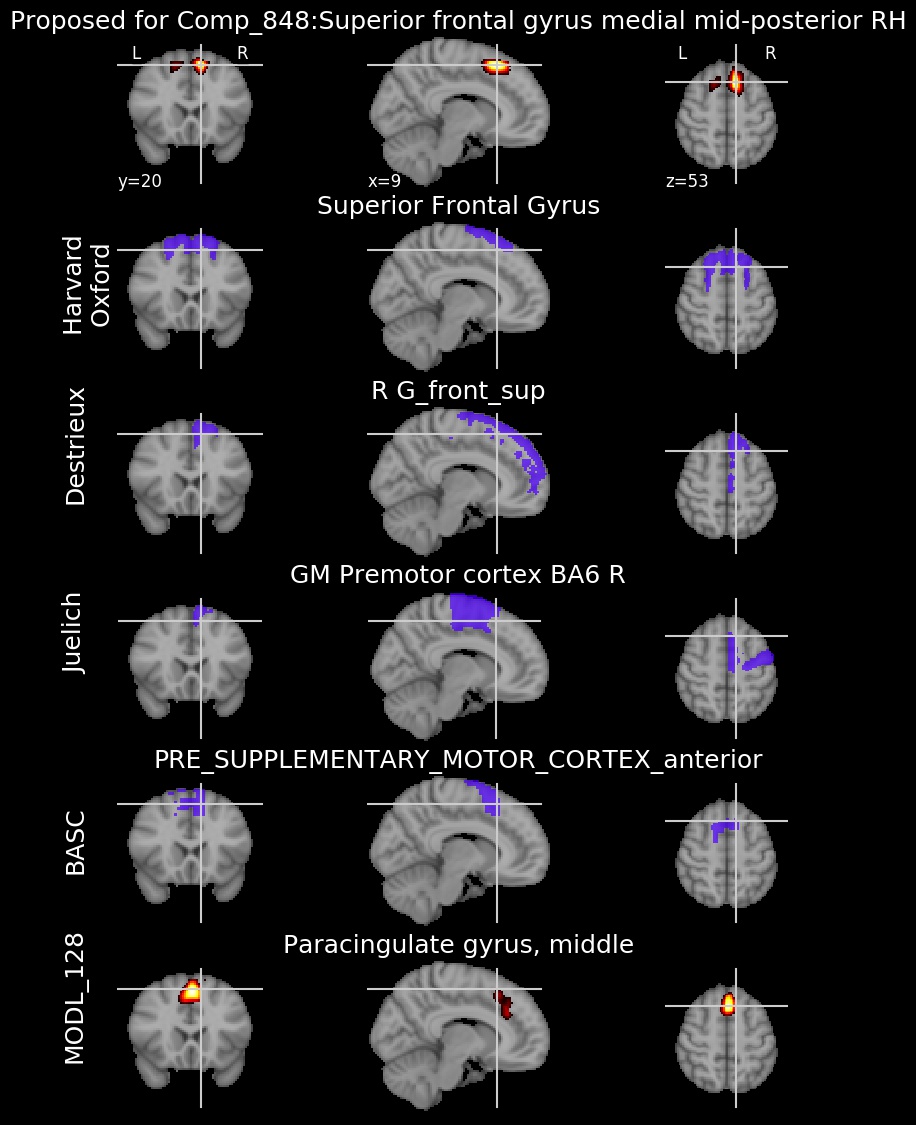 Proposed for Comp_848:Superior frontal gyrus medial mid-posterior RH
L R
L R
y=20
x=9
z=53
Superior Frontal Gyrus
Harvard
Oxford
R G_front_sup
Destrieux
GM Premotor cortex BA6 R
Juelich
PRE_SUPPLEMENTARY_MOTOR_CORTEX_anterior
BASC
Paracingulate gyrus, middle
MODL_128